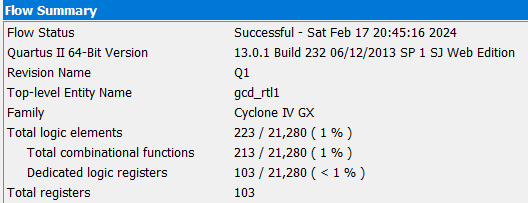 Flow Summary
Flow Status Successful - Sat Feb 17 20:45:16 2024
Quartus II 64-Bit Version 13.0.1 Build 232 06/12/2013 SP 1 SJ Web Edition
Revision Name Q1
Top-level Entity Name gcd_rtl1
Family Cyclone IV GX
Total logic elements 223 / 21,280 ( 1 % )
Total combinational functions 213 / 21,280 ( 1 % )
Dedicated logic registers 103 / 21,280 ( < 1 % )
Total registers 103